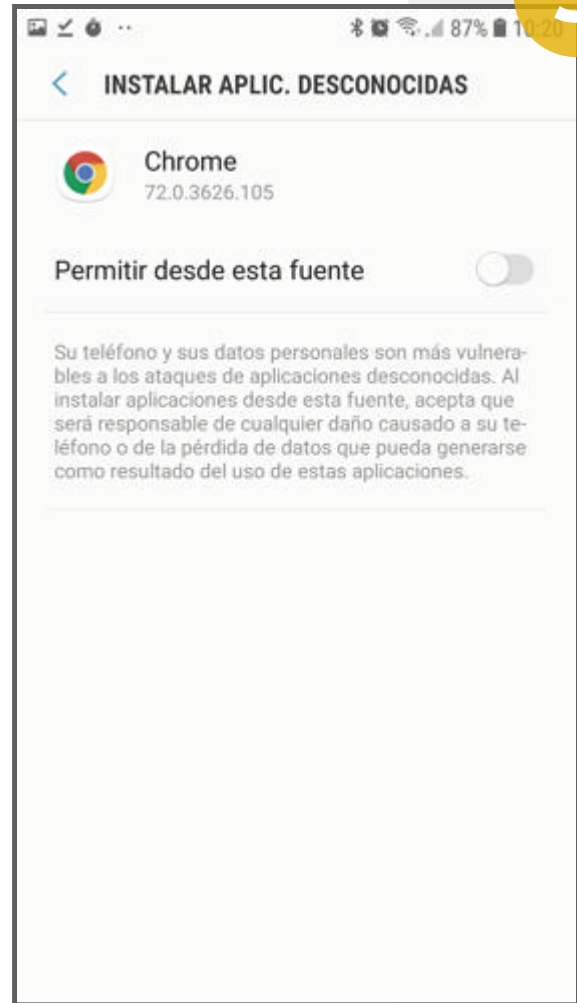 87% 10:20
INSTALAR APLIC. DESCONOCIDAS
Chrome
72.0.3626.105
Permitir desde esta fuente
Su teléfono y sus datos personales son más vulnera-
bles a los ataques de aplicaciones desconocidas. Al
instalar aplicaciones desde esta fuente, acepta que
será responsable de cualquier daño causado a su te-
léfono o de la pérdida de datos que pueda generarse
como resultado del uso de estas aplicaciones.